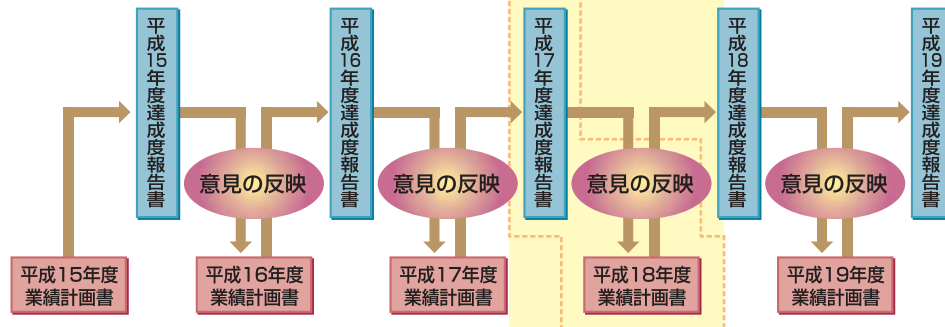 平成15年度達成度報告書
平成16年度達成度報告書
平成17年度達成度報告書
平成18年度達成度報告書
平成19年度達成度報告書
意見の反映
意見の反映
意見の反映
意見の反映
平成15年度
業績計画書
平成16年度
業績計画書
平成17年度
業績計画書
平成18年度
業績計画書
平成19年度
業績計画書